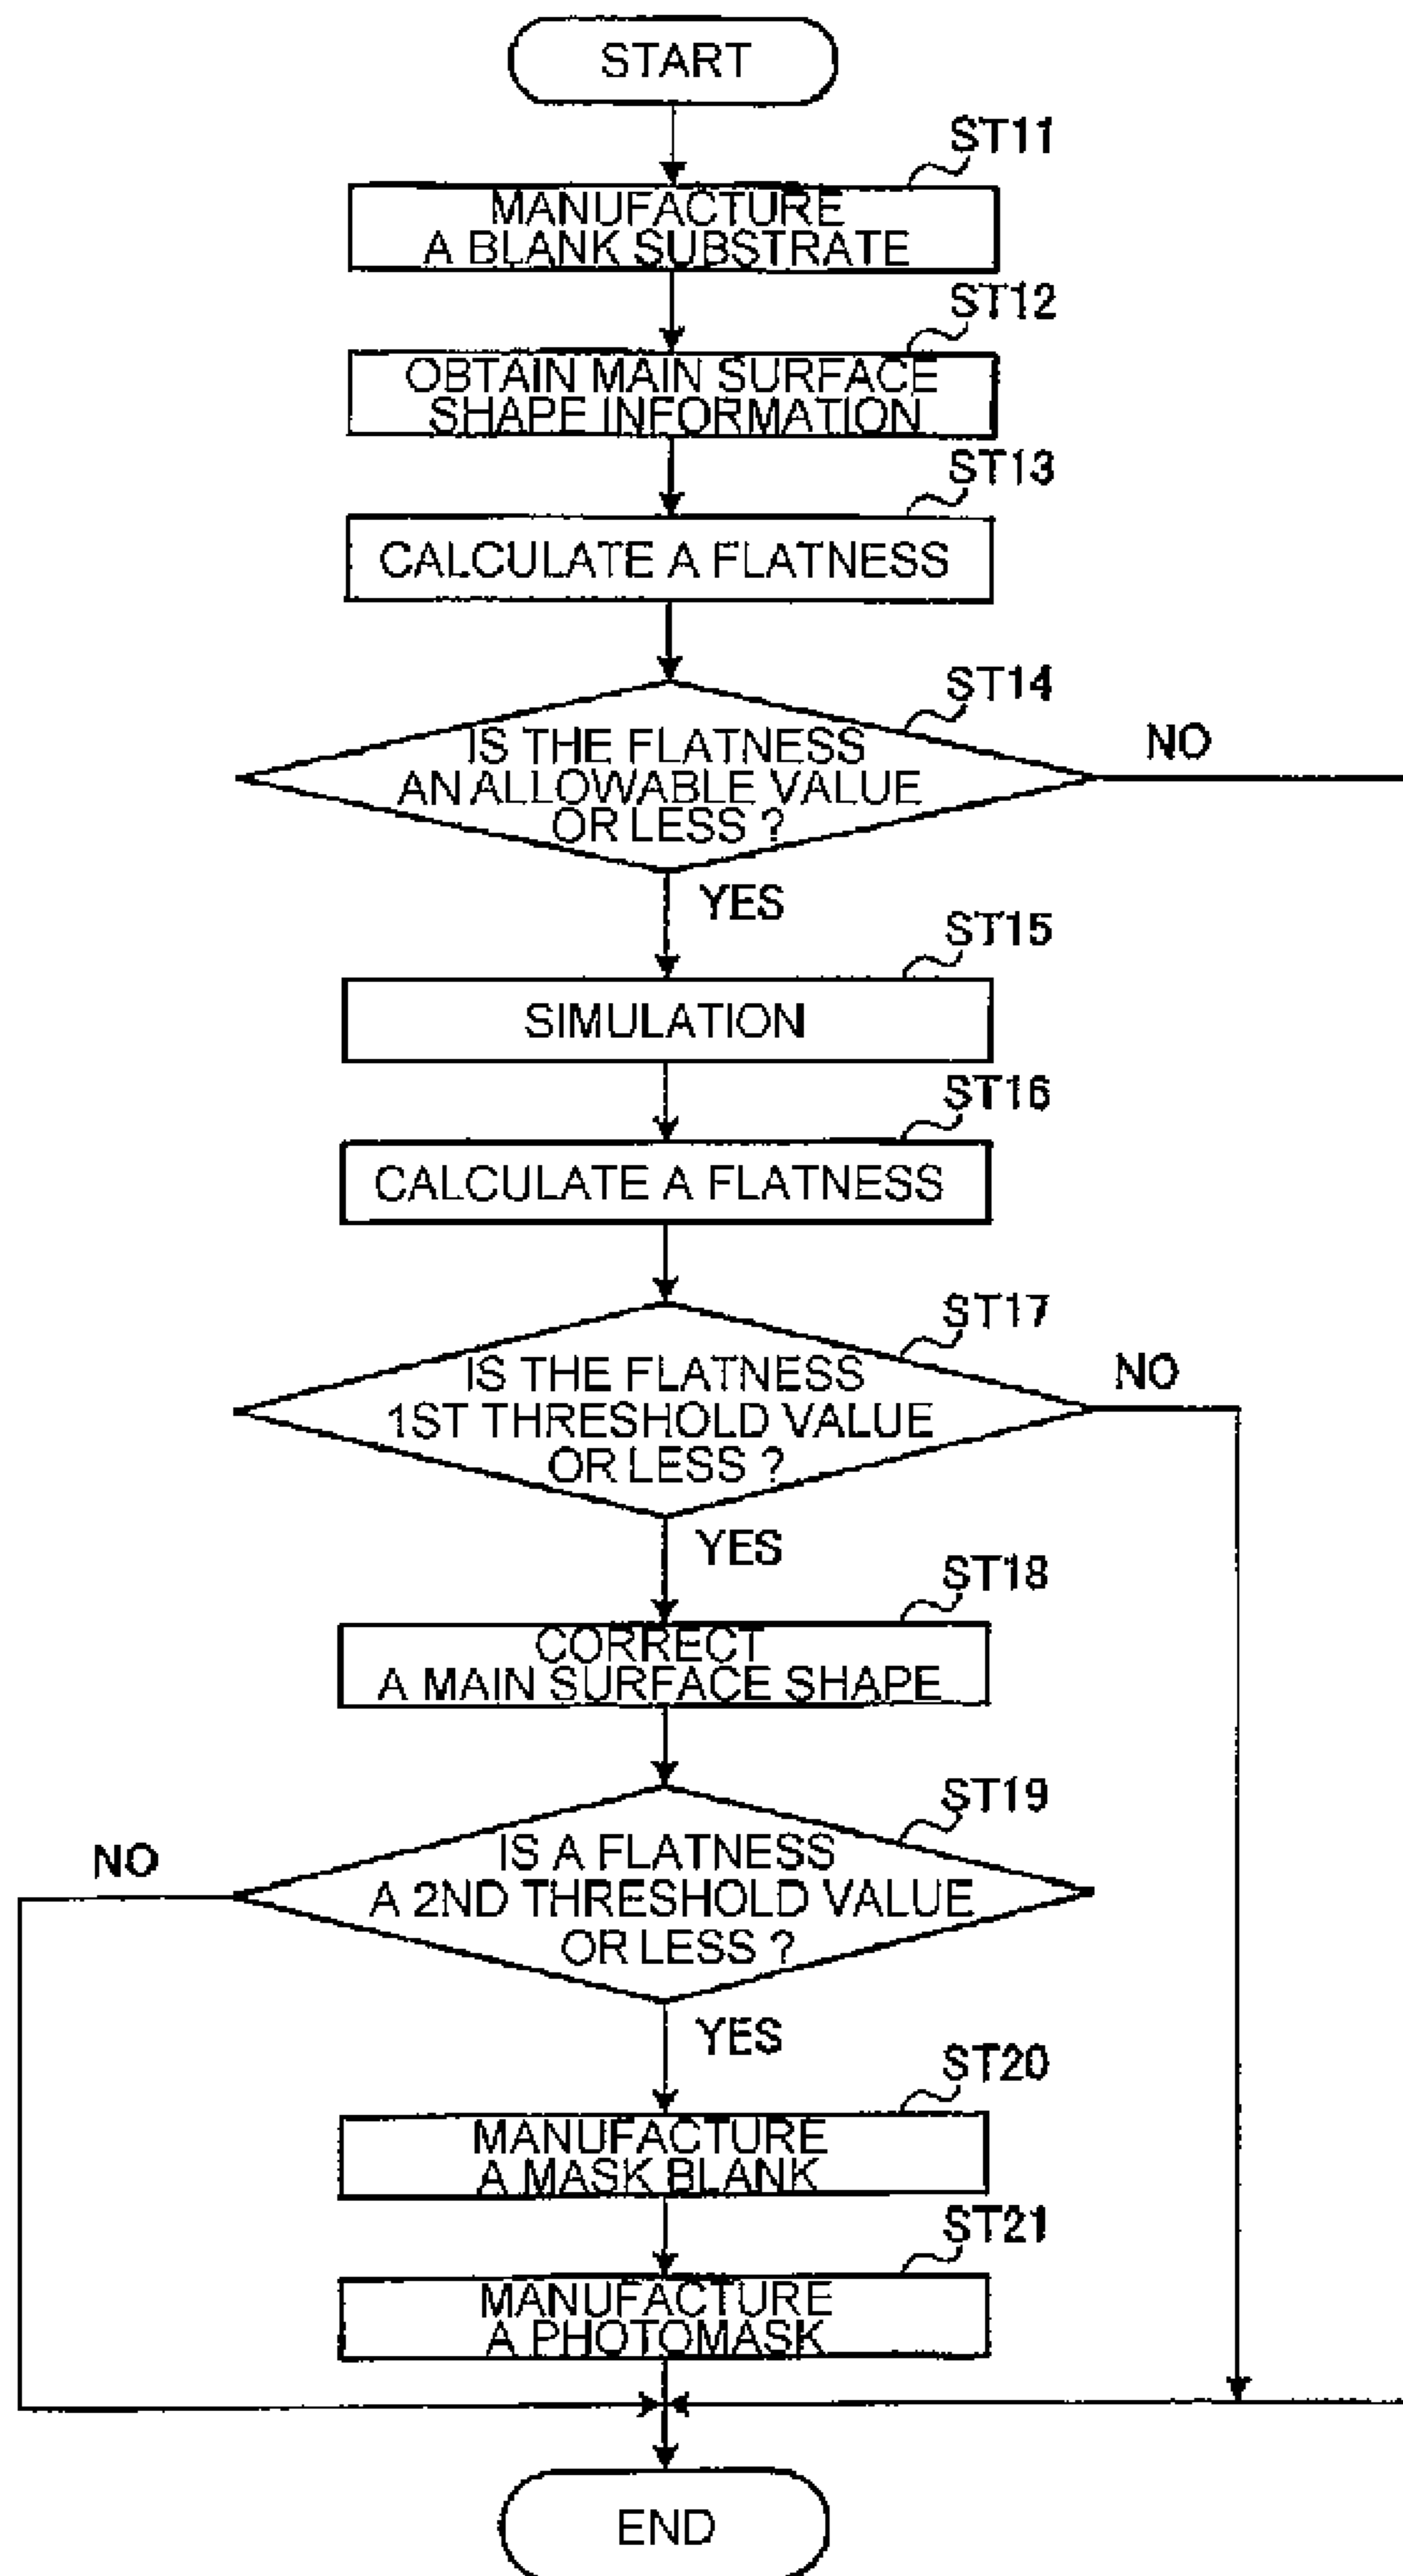 START
ST11
MANUFACTURE
A BLANK SUBSTRATE
ST12
OBTAIN MAIN SURFACE
SHAPE INFORMATION
ST13
CALCULATE A FLATNESS
ST14
IS THE FLATNESS
AN ALLOWABLE VALUE
OR LESS ?
NO
YES
ST15
SIMULATION
ST16
CALCULATE A FLATNESS
ST17
IS THE FLATNESS
1ST THRESHOLD VALUE
OR LESS ?
NO
YES
ST18
CORRECT
A MAIN SURFACE SHAPE
ST19
IS A FLATNESS
A 2ND THRESHOLD VALUE
OR LESS ?
NO
YES
ST20
MANUFACTURE
A MASK BLANK
ST21
MANUFACTURE
A PHOTOMASK
END